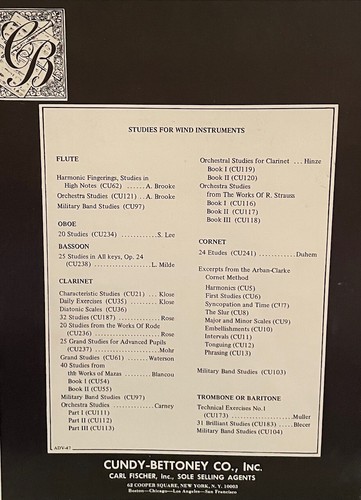 CB
STUDIES FOR WIND INSTRUMENTS
FLUTE
Harmonic Fingerings, Studies in
High Notes (CU62) ......A. Brooke
Orchestra Studies (CU121) ...A. Brooke
Military Band Studies (CU97)
OBOE
20 Studies (CU234) ............S. Lee
BASSOON
25 Studies in All keys, Op. 24
(CU238) ..................L. Milde
CLARINET
Characteristic Studies (CU21) ... Klose
Daily Exercises (CU35) .........Klose
Diatonic Scales (CU36)
32 Studies (CU187) ............Rose
20 Studies from the Works Of Rode
(CU236) .....................Rose
25 Grand Studies for Advanced Pupils
(CU237) ....................Mohr
Grand Studies (CU61) .......Waterson
40 Studies from
the Works of Mazas .........Blancou
Book I (CU54)
Book II (CU55)
Military Band Studies (CU97)
Orchestra Studies .............Carney
Part I (CU111)
Part II (CU112)
Part III (CU113)
ADV-47
Orchestral Studies for Clarinet ... Hinze
Book I (CU119)
Book II (CU120)
Orchestra Studies
from The Works Of R. Strauss
Book I (CU116)
Book II (CU117)
Book III (CU118)
CORNET
24 Etudes (CU241) ............Duhem
Excerpts from the Arban-Clarke
Cornet Method
Harmonics (CU5)
First Studies (CU6)
Syncopation and Time (CU7)
The Slur (CU8)
Major and Minor Scales (CU9)
Embellishments (CU10)
Intervals (CU11)
Tonguing (CU12)
Phrasing (CU13)
Military Band Studies (CU103)
TROMBONE OR BARITONE
Technical Exercises No.1
(CU173) ....................Muller
31 Brilliant Studies (CU183) .....Blecer
Military Band Studies (CU104)
CUNDY-BETTONEY CO., Inc.
CARL FISCHER, Inc., SOLE SELLING AGENTS
62 COOPER SQUARE, NEW YORK, N. Y. 10003
Boston—Chicago—Los Angeles—San Francisco